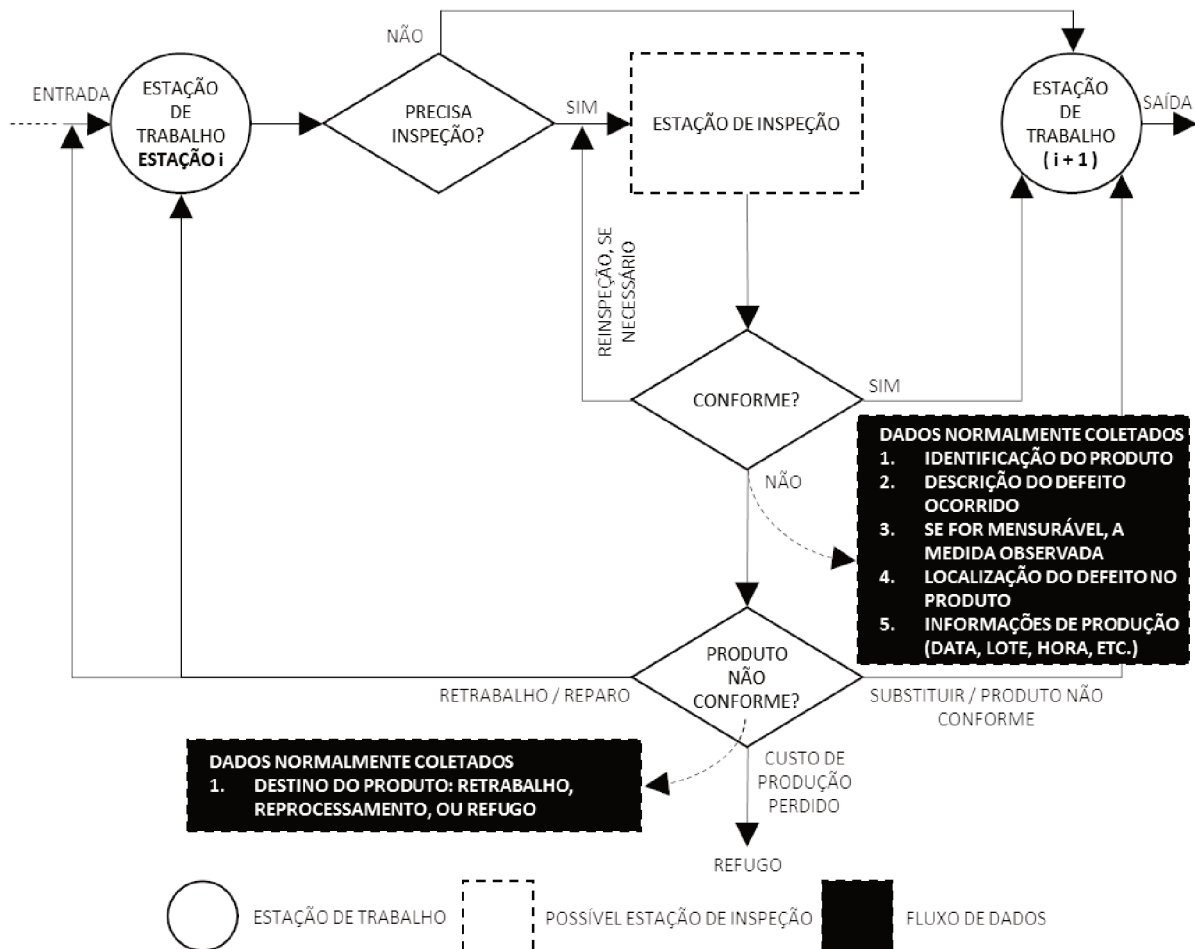 NÃO
ENTRADA
ESTAÇÃO
DE
TRABALHO
ESTAÇÃO i
PRECISA
INSPEÇÃO?
SIM
ESTAÇÃO DE INSPEÇÃO
ESTAÇÃO
DE
TRABALHO
( i + 1 )
SAÍDA
REINSPEÇÃO, SE
NECESSÁRIO
CONFORME?
SIM
NÃO
DADOS NORMALMENTE COLETADOS
1. IDENTIFICAÇÃO DO PRODUTO
2. DESCRIÇÃO DO DEFEITO
OCORRIDO
3. SE FOR MENSURÁVEL, A
MEDIDA OBSERVADA
4. LOCALIZAÇÃO DO DEFEITO NO
PRODUTO
5. INFORMAÇÕES DE PRODUÇÃO
(DATA, LOTE, HORA, ETC.)
PRODUTO
NÃO
CONFORME?
RETRABALHO / REPARO
SUBSTITUIR / PRODUTO NÃO
CONFORME
DADOS NORMALMENTE COLETADOS
1. DESTINO DO PRODUTO: RETRABALHO,
REPROCESSAMENTO, OU REFUGO
CUSTO DE
PRODUÇÃO
PERDIDO
REFUGO
ESTAÇÃO DE TRABALHO
POSSÍVEL ESTAÇÃO DE INSPEÇÃO
FLUXO DE DADOS